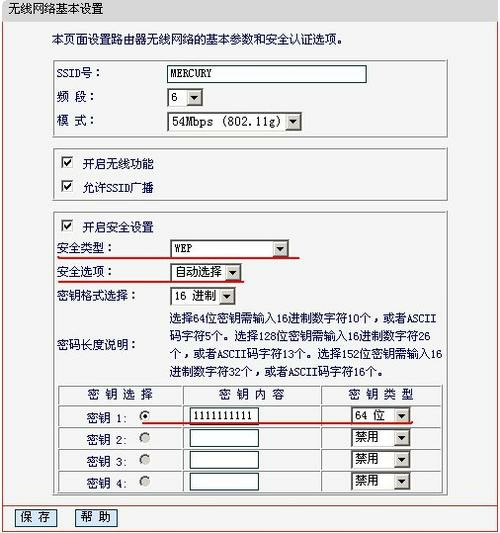 无线网络基本设置
本页面设置路由器无线网络的基本参数和安全认证选项。
SSID号: MERCURY
频 段: 6
模 式: 54Mbps (802.11g)
开启无线功能
允许SSID广播
开启安全设置
安全类型: WEP
安全选项: 自动选择
密钥格式选择: 16 进制
选择64位密钥需输入16进制数字符10个，或者ASCII
码字符5个。选择128位密钥需输入16进制数字符26
密码长度说明: 个，或者ASCII码字符13个。选择152位密钥需输入16
进制数字符32个，或者ASCII码字符16个。
密 钥 选 择 密 钥 内 容 密 钥 类 型
密钥 1: 1111111111 64 位
密钥 2: 禁用
密钥 3: 禁用
密钥 4: 禁用
保 存 帮 助